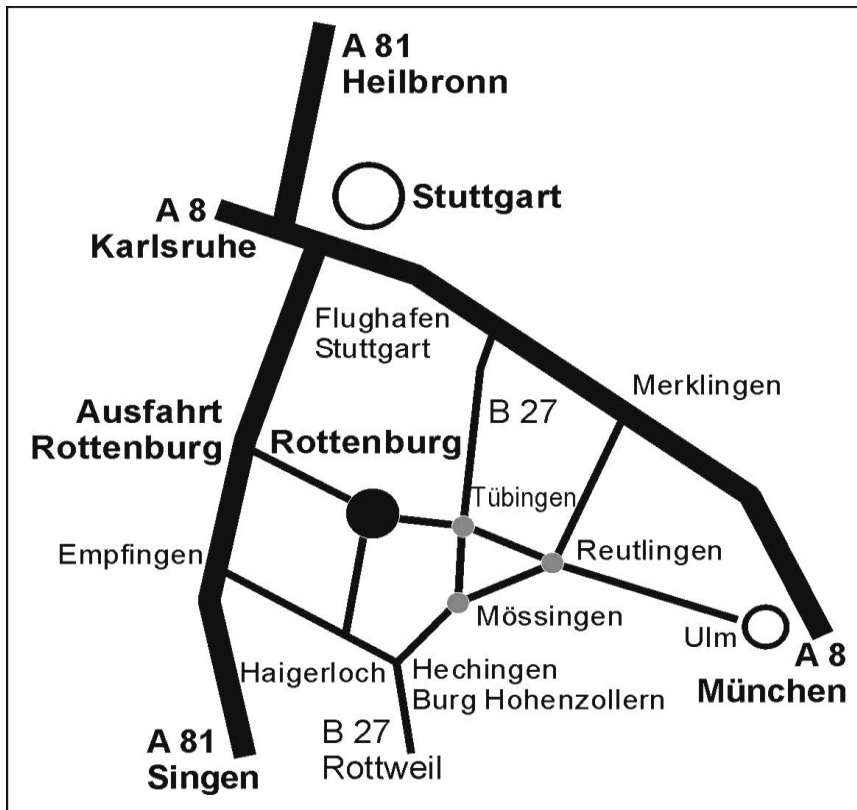 A 81
Heilbronn
Stuttgart
A 8
Karlsruhe
Flughafen
Stuttgart
Merklingen
B 27
Ausfahrt
Rottenburg
Rottenburg
Tübingen
Empfingen
Reutlingen
Mössingen
Ulm
A 8
München
Haigerloch
Hechingen
Burg Hohenzollern
A 81
Singen
B 27
Rottweil